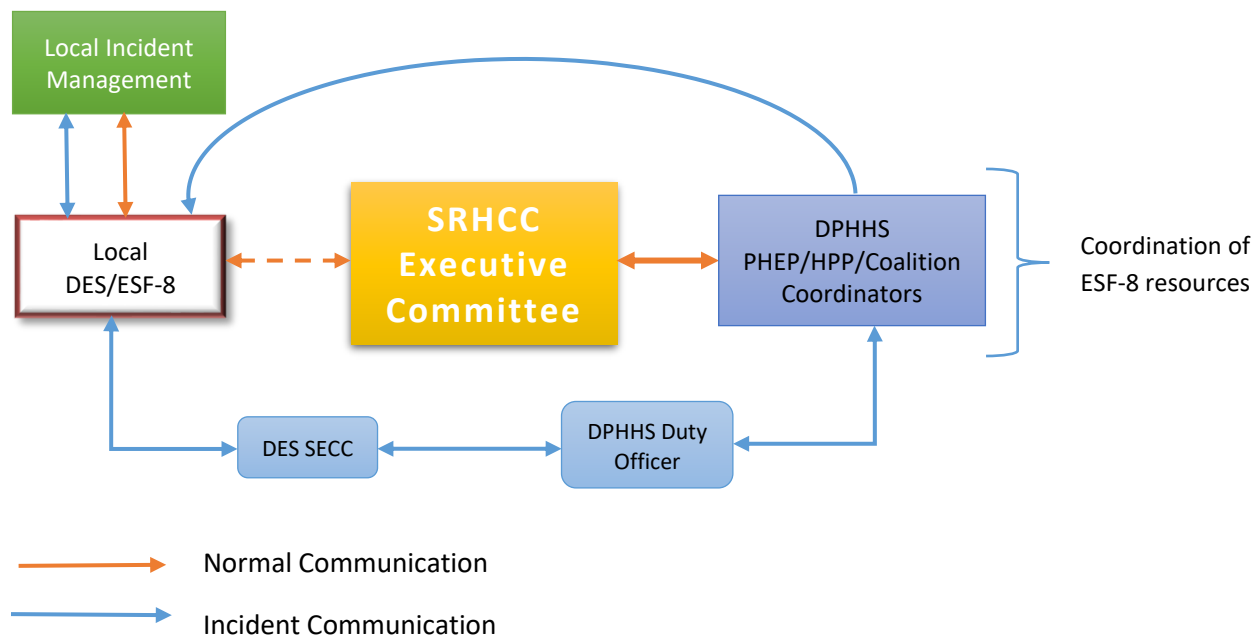 Local Incident
Management
SRHCC
Executive
Committee
DPHHS
PHEP/HPP/Coalition
Coordinators
Coordination of
ESF-8 resources
Local
DES/ESF-8
DES SECC
DPHHS Duty
Officer
Normal Communication
Incident Communication